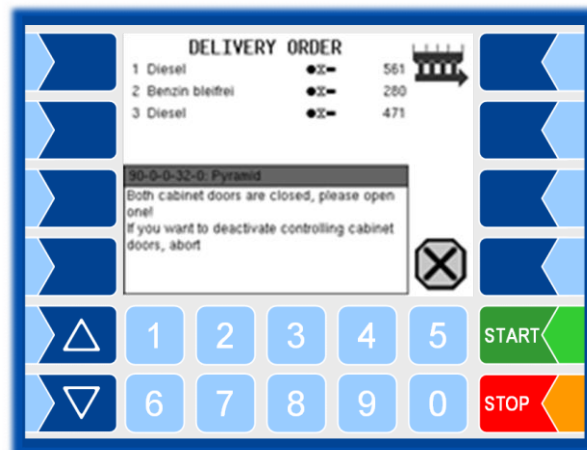 DELIVERY ORDER
1 Diesel 561
2 Benzin bleifrei 280
3 Diesel 471
90-0-0-32-0: Pyramid
Both cabinet doors are closed, please open
one!
If you want to deactivate controlling cabinet
doors, abort
1 2 3 4 5 START
6 7 8 9 0 STOP